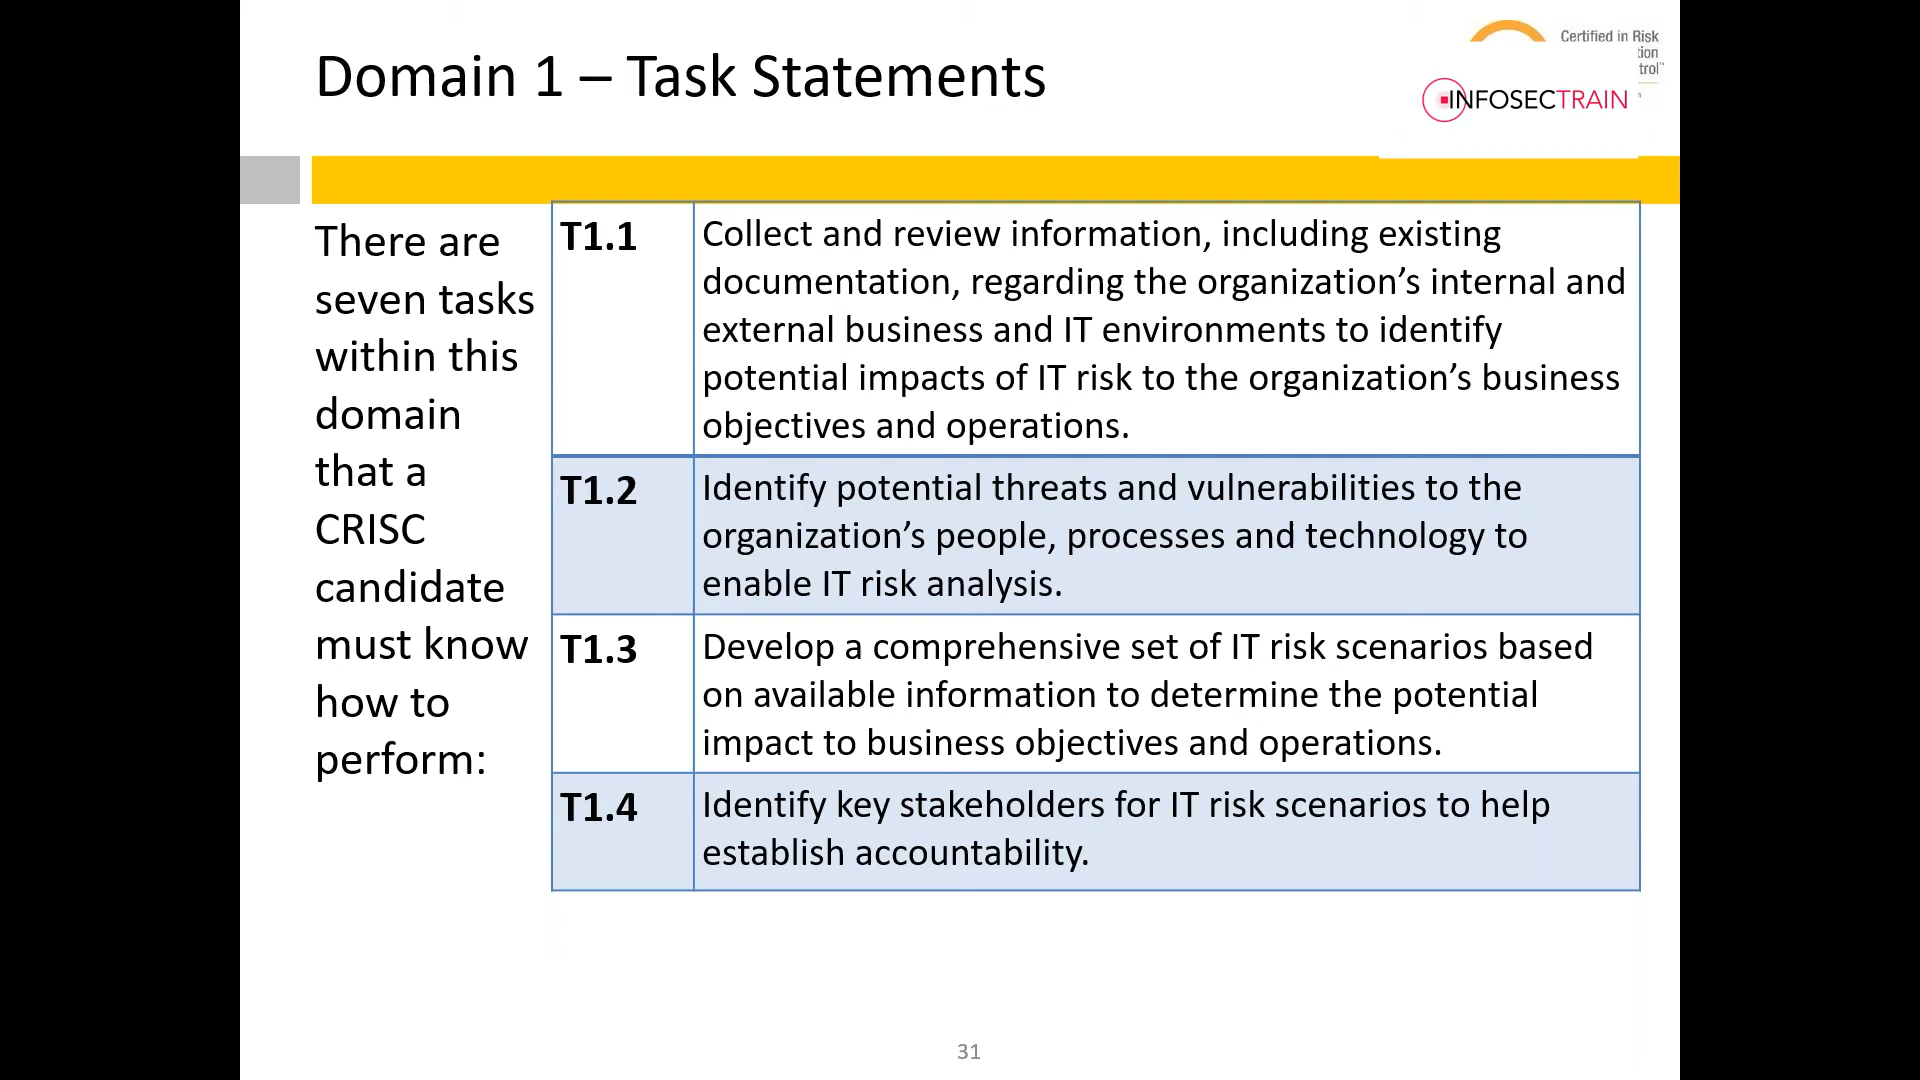 Domain 1 – Task Statements
Certified in Risk
tion
trol™
INFOSECTRAIN
There are
seven tasks
within this
domain
that a
CRISC
candidate
must know
how to
perform:
T1.1
Collect and review information, including existing
documentation, regarding the organization’s internal and
external business and IT environments to identify
potential impacts of IT risk to the organization’s business
objectives and operations.
T1.2
Identify potential threats and vulnerabilities to the
organization’s people, processes and technology to
enable IT risk analysis.
T1.3
Develop a comprehensive set of IT risk scenarios based
on available information to determine the potential
impact to business objectives and operations.
T1.4
Identify key stakeholders for IT risk scenarios to help
establish accountability.
31